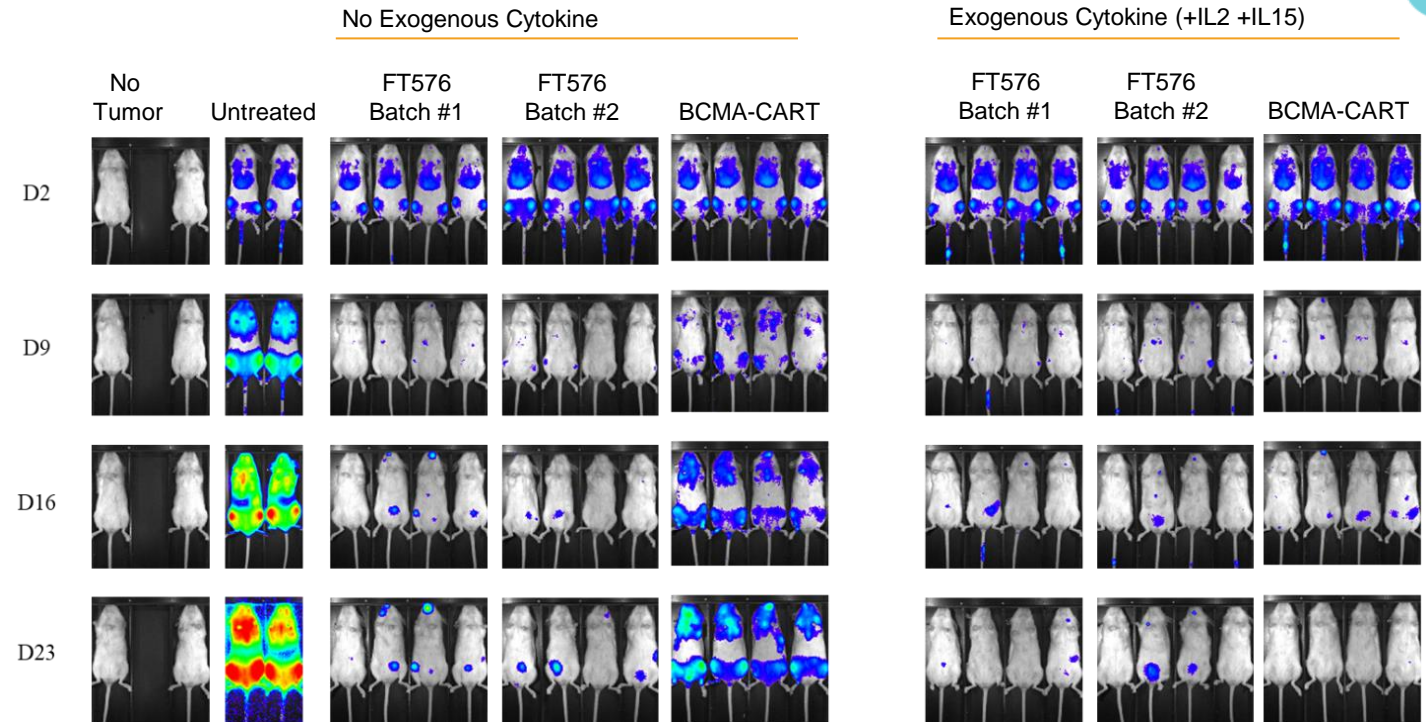 No Exogenous Cytokine
Exogenous Cytokine (+IL2 +IL15)
No
Tumor
Untreated
FT576
Batch #1
FT576
Batch #2
BCMA-CART
FT576
Batch #1
FT576
Batch #2
BCMA-CART
D2
D9
D16
D23